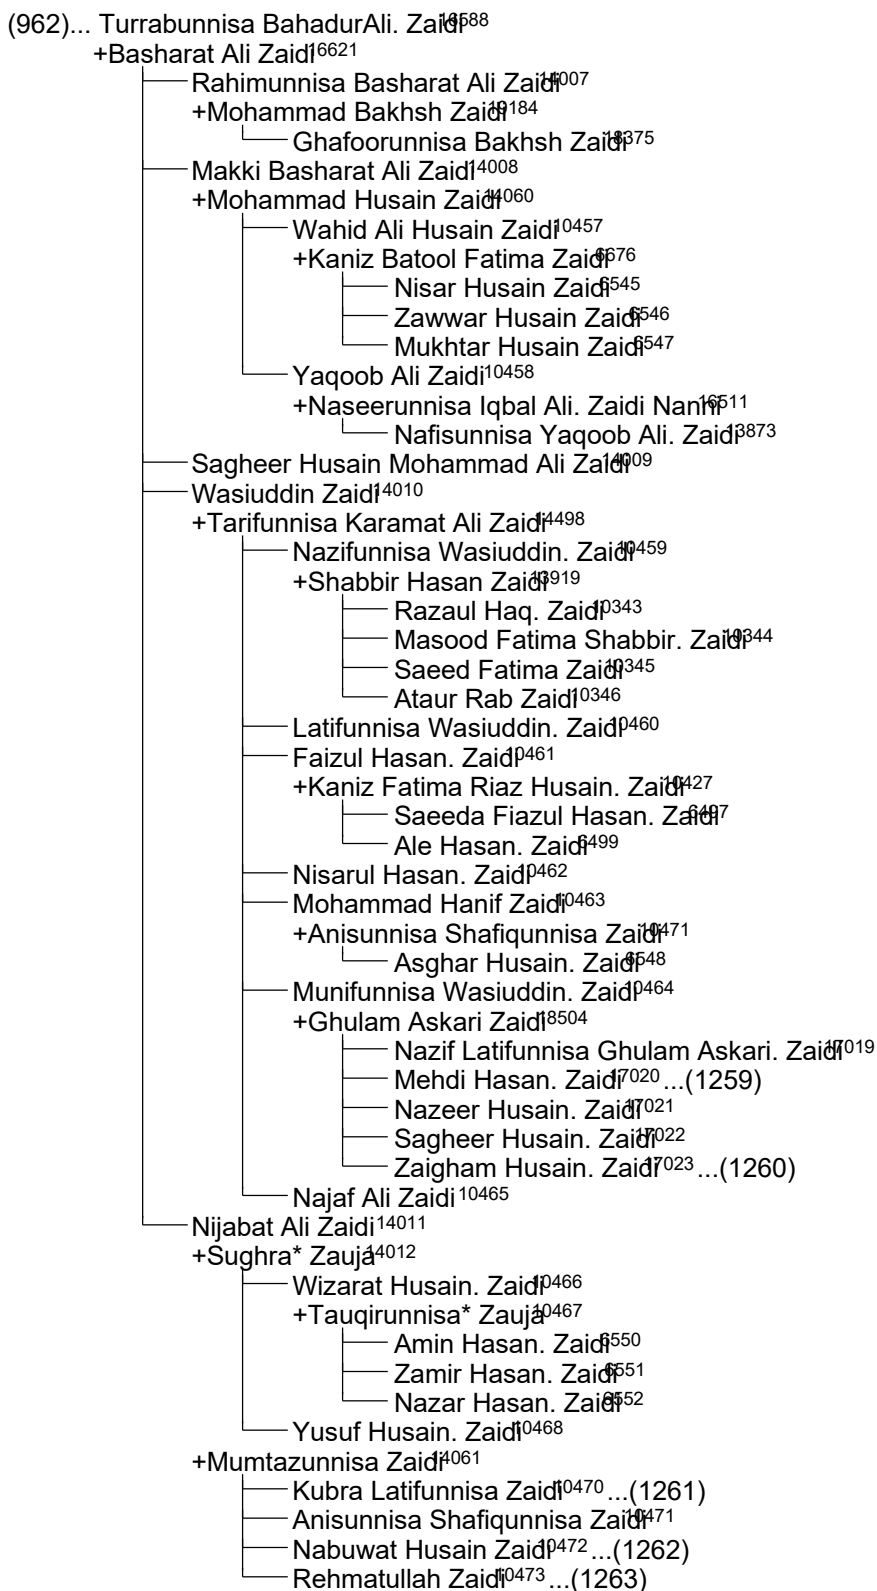 (962)... Turrabunnisa BahadurAli. Zaidi16588
+Basharat Ali Zaidi16621
Rahimunnisa Basharat Ali Zaidi14007
+Mohammad Bakhsh Zaidi19184
Ghafoorunnisa Bakhsh Zaidi18375
Makki Basharat Ali Zaidi14008
+Mohammad Husain Zaidi14060
Wahid Ali Husain Zaidi10457
+Kaniz Batool Fatima Zaidi6676
Nisar Husain Zaidi6545
Zawwar Husain Zaidi6546
Mukhtar Husain Zaidi6547
Yaqoob Ali Zaidi10458
+Naseerunnisa Iqbal Ali. Zaidi Nanni16511
Nafisunnisa Yaqoob Ali. Zaidi13873
Sagheer Husain Mohammad Ali Zaidi14009
Wasiuddin Zaidi14010
+Tarifunnisa Karamat Ali Zaidi14498
Nazifunnisa Wasiuddin. Zaidi10459
+Shabbir Hasan Zaidi13919
Razaul Haq. Zaidi10343
Masood Fatima Shabbir. Zaidi10344
Saeed Fatima Zaidi10345
Ataur Rab Zaidi10346
Latifunnisa Wasiuddin. Zaidi10460
Faizul Hasan. Zaidi10461
+Kaniz Fatima Riaz Husain. Zaidi10427
Saeeda Fiazul Hasan. Zaidi6497
Ale Hasan. Zaidi6499
Nisarul Hasan. Zaidi10462
Mohammad Hanif Zaidi10463
+Anisunnisa Shafiqunnisa Zaidi10471
Asghar Husain. Zaidi6548
Munifunnisa Wasiuddin. Zaidi10464
+Ghulam Askari Zaidi18504
Nazif Latifunnisa Ghulam Askari. Zaidi17019
Mehdi Hasan. Zaidi17020 ...(1259)
Nazeer Husain. Zaidi17021
Sagheer Husain. Zaidi17022
Zaigham Husain. Zaidi17023 ...(1260)
Najaf Ali Zaidi10465
Nijabat Ali Zaidi14011
+Sughra* Zauja14012
Wizarat Husain. Zaidi10466
+Tauqirunnisa* Zauja10467
Amin Hasan. Zaidi6550
Zamir Hasan. Zaidi6551
Nazar Hasan. Zaidi6552
Yusuf Husain. Zaidi10468
+Mumtazunnisa Zaidi14061
Kubra Latifunnisa Zaidi10470 ...(1261)
Anisunnisa Shafiqunnisa Zaidi10471
Nabuwat Husain Zaidi10472 ...(1262)
Rehmatullah Zaidi10473 ...(1263)